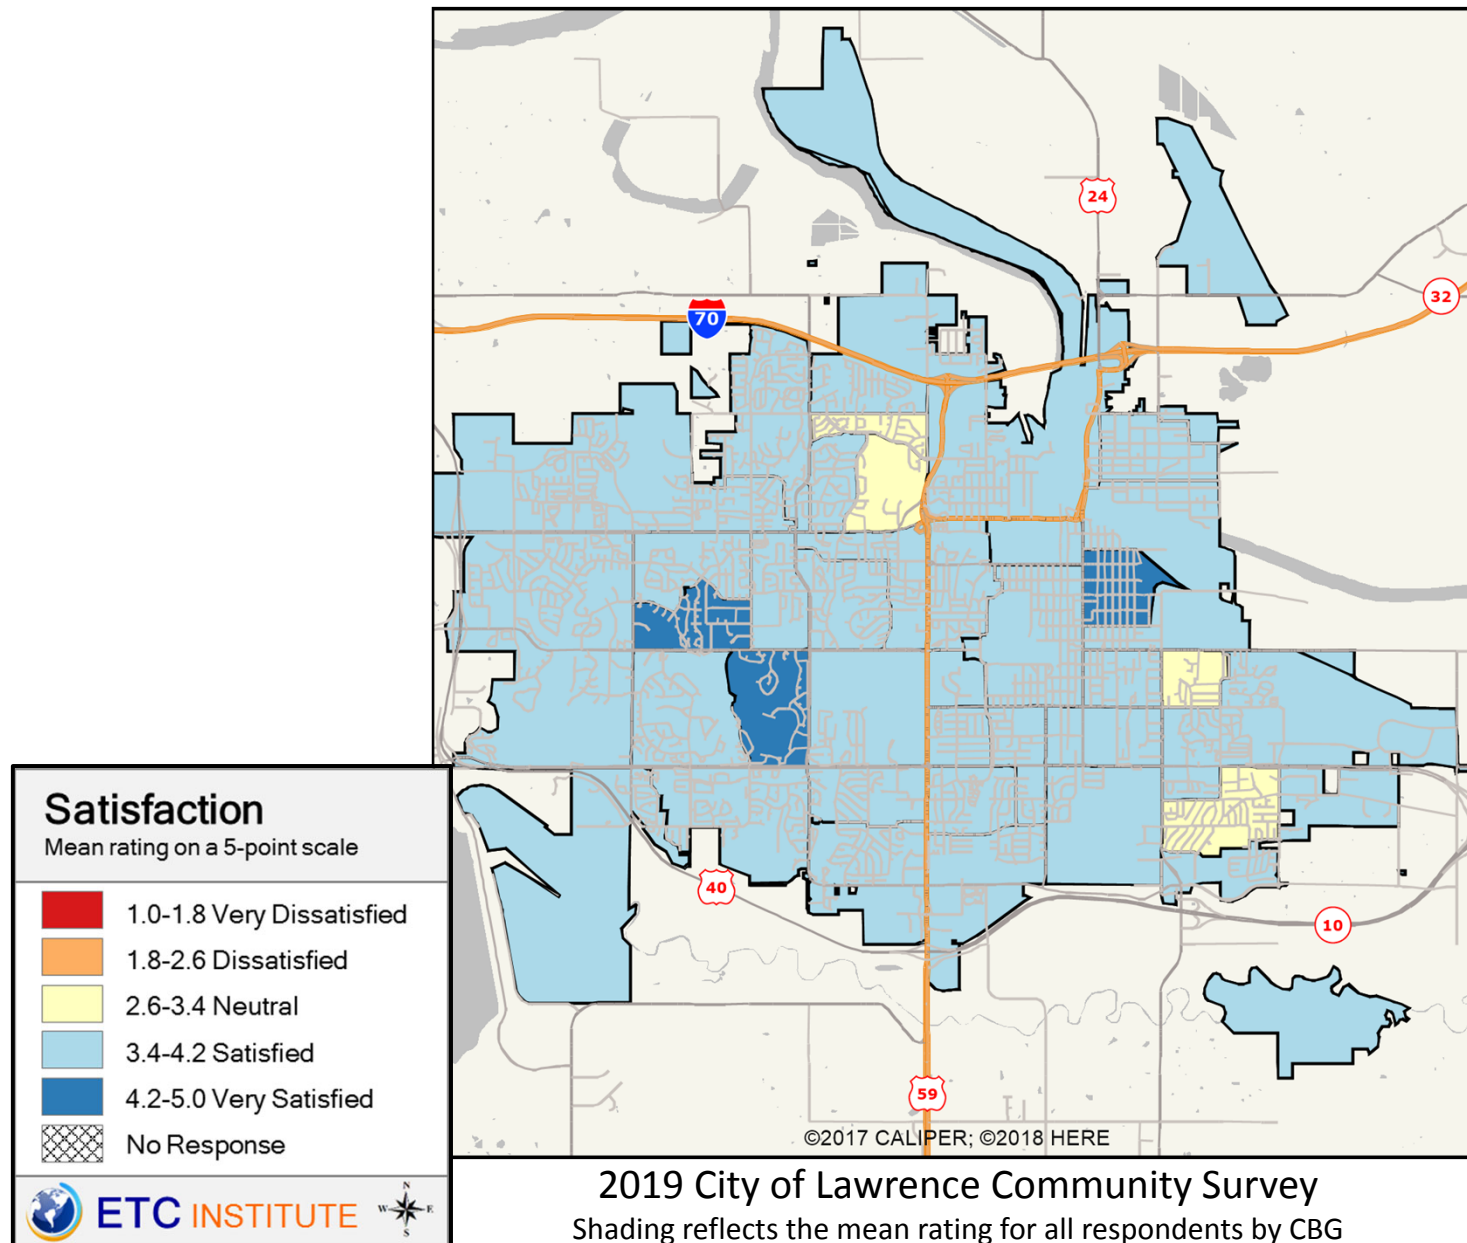 24
32
70
40
10
59
©2017 CALIPER; ©2018 HERE
Satisfaction
Mean rating on a 5-point scale
1.0-1.8 Very Dissatisfied
1.8-2.6 Dissatisfied
2.6-3.4 Neutral
3.4-4.2 Satisfied
4.2-5.0 Very Satisfied
No Response
ETC INSTITUTE
N
W
E
S
2019 City of Lawrence Community Survey
Shading reflects the mean rating for all respondents by CBG